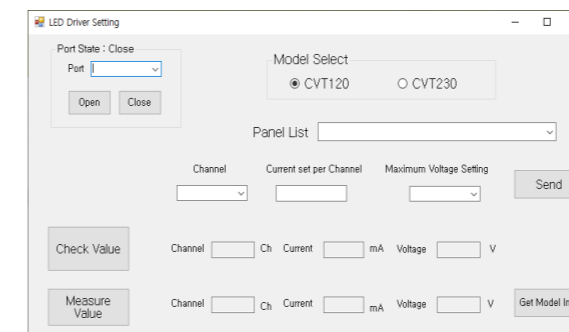 LED Driver Setting
Port State : Close
Port
Open Close
Model Select
CVT120 CVT230
Panel List
Channel Current set per Channel Maximum Voltage Setting
Send
Check Value Channel Ch Current mA Voltage V
Measure
Value
Channel Ch Current mA Voltage V
Get Model